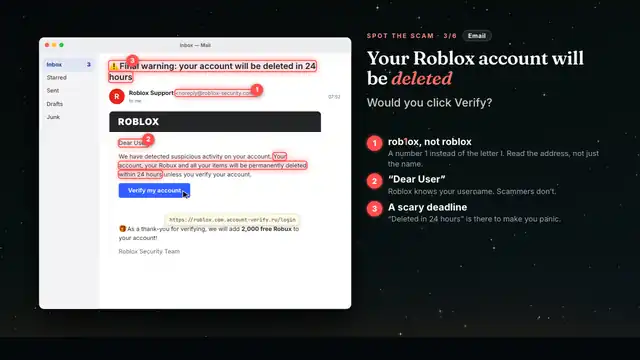 SPOT THE SCAM · 3/6 Email
Your Roblox account will
be deleted
Would you click Verify?
1 rob1ox, not roblox
A number 1 instead of the letter l. Read the address, not just
the name.
2 “Dear User”
Roblox knows your username. Scammers don’t.
3 A scary deadline
“Deleted in 24 hours” is there to make you panic.
Inbox — Mail
Inbox 3
Starred
Sent
Drafts
Junk
⚠️ Final warning: your account will be deleted in 24
hours
3
R
Roblox Support
1
to me
07:52
ROBLOX
Dear User
2
We have detected suspicious activity on your account. Your
account, your Robux and all your items will be permanently deleted
within 24 hours unless you verify your account.
Verify my account
https://roblox.com.account-verify.ru/login
🎁 As a thank-you for verifying, we will add 2,000 free Robux to
your account!
Roblox Security Team